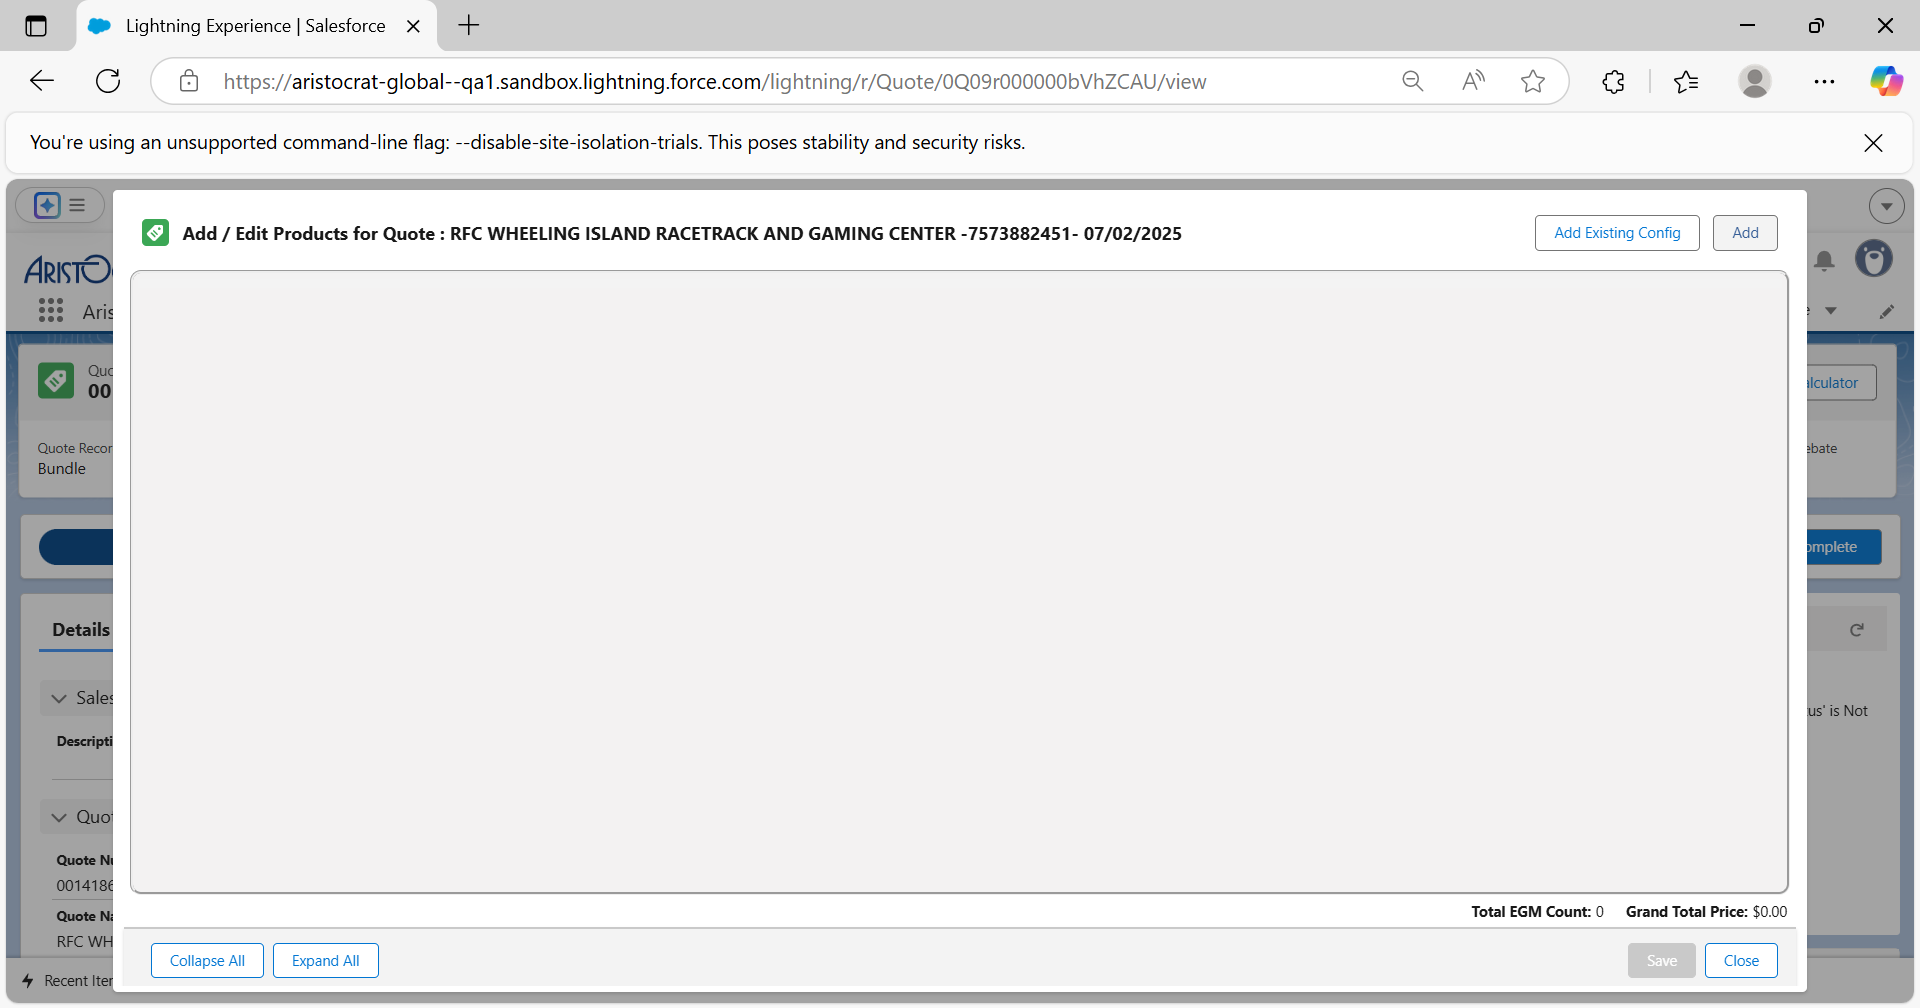 Lightning Experience | Salesforce
https://aristocrat-global--qa1.sandbox.lightning.force.com/lightning/r/Quote/0Q09r000000bVhZCAU/view
You're using an unsupported command-line flag: --disable-site-isolation-trials. This poses stability and security risks.
Add / Edit Products for Quote : RFC WHEELING ISLAND RACETRACK AND GAMING CENTER -7573882451- 07/02/2025
Add Existing Config
Add
ARISTOC
Aris
Quo
00
alculator
Quote Recor
Bundle
ebate
omplete
Details
Sales
us' is Not
Descripti
Quot
Quote Nu
0014186
Quote Na
RFC WH
Total EGM Count: 0 Grand Total Price: $0.00
Collapse All
Expand All
Save
Close
Recent Iter